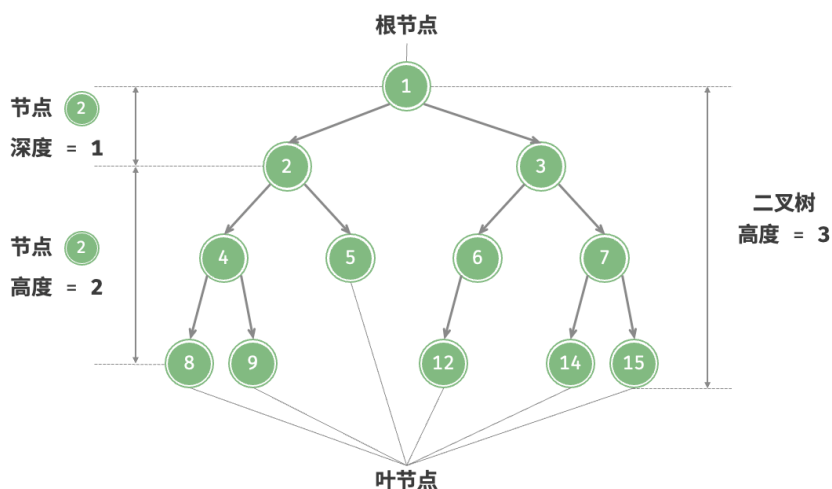 根节点
1
节点 2
深度 = 1
2 3
二叉树
高度 = 3
节点 2
高度 = 2
4 5 6 7
8 9 12 14 15
叶节点